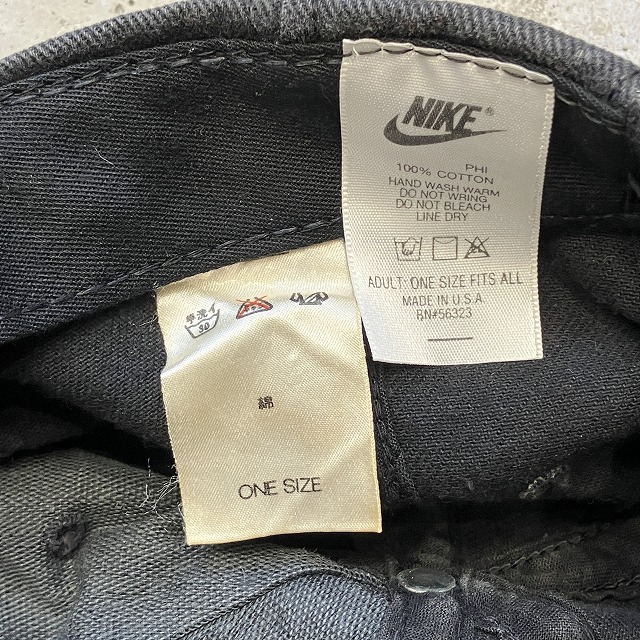 NIKE®
PHI
100% COTTON
HAND WASH WARM
DO NOT WRING
DO NOT BLEACH
LINE DRY
ADULT: ONE SIZE FITS ALL
MADE IN U.S.A.
RN#56323
手洗イ
30
綿
ONE SIZE